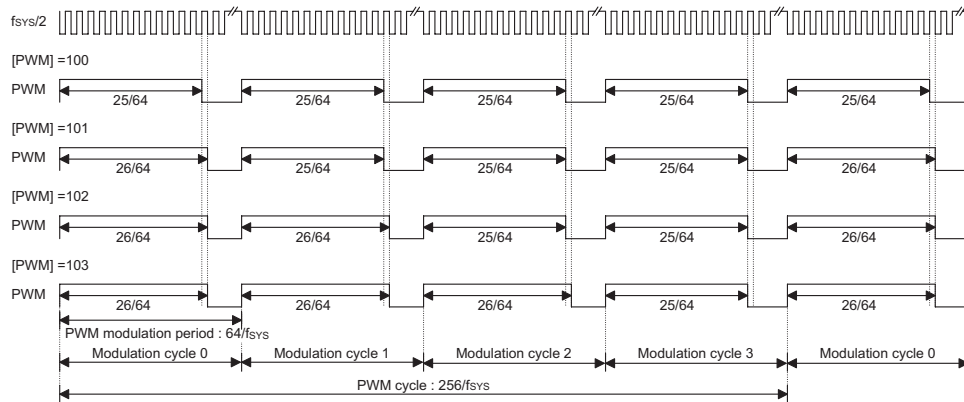 fSYS/2
[PWM] =100
PWM
25/64 25/64 25/64 25/64 25/64
[PWM] =101
PWM
26/64 25/64 25/64 25/64 26/64
[PWM] =102
PWM
26/64 26/64 25/64 25/64 26/64
[PWM] =103
PWM
26/64 26/64 26/64 25/64 26/64
PWM modulation period : 64/fSYS
Modulation cycle 0 Modulation cycle 1 Modulation cycle 2 Modulation cycle 3 Modulation cycle 0
PWM cycle : 256/fSYS